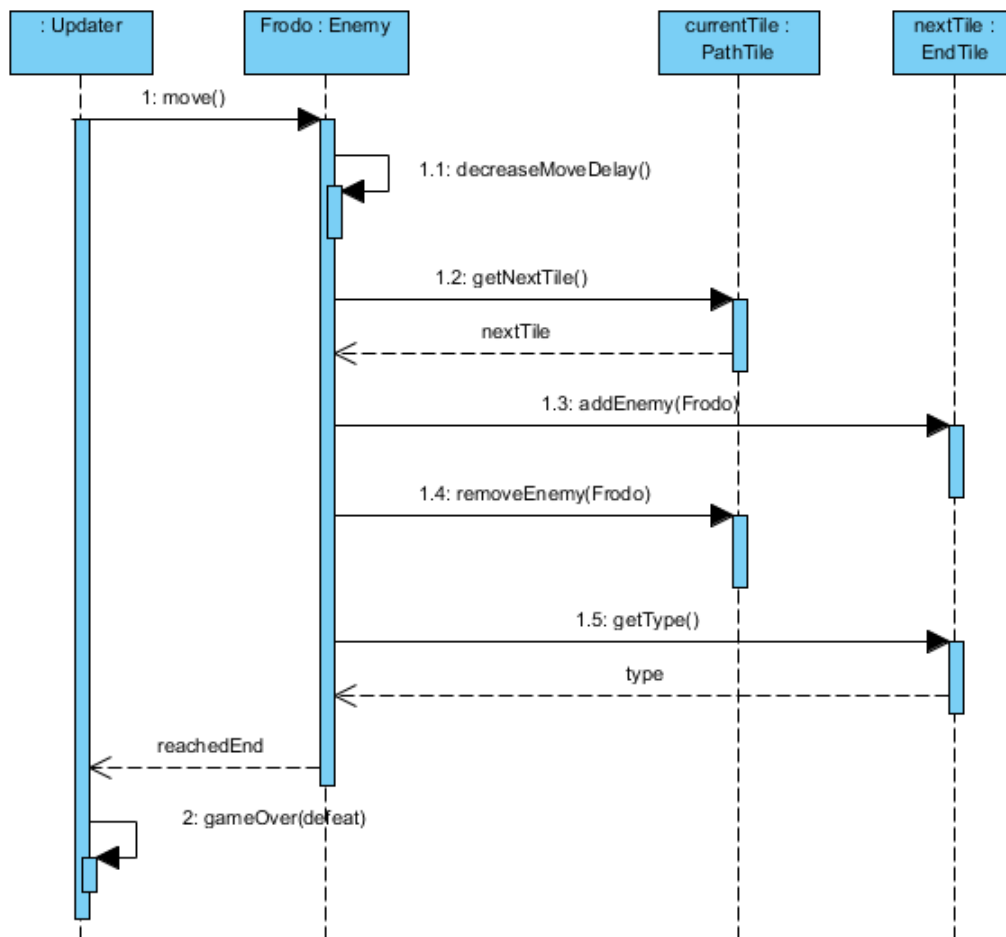 : Updater
Frodo : Enemy
currentTile :
PathTile
nextTile :
EndTile
1: move()
1.1: decreaseMoveDelay()
1.2: getNextTile()
nextTile
1.3: addEnemy(Frodo)
1.4: removeEnemy(Frodo)
1.5: getType()
type
reachedEnd
2: gameOver(defeat)